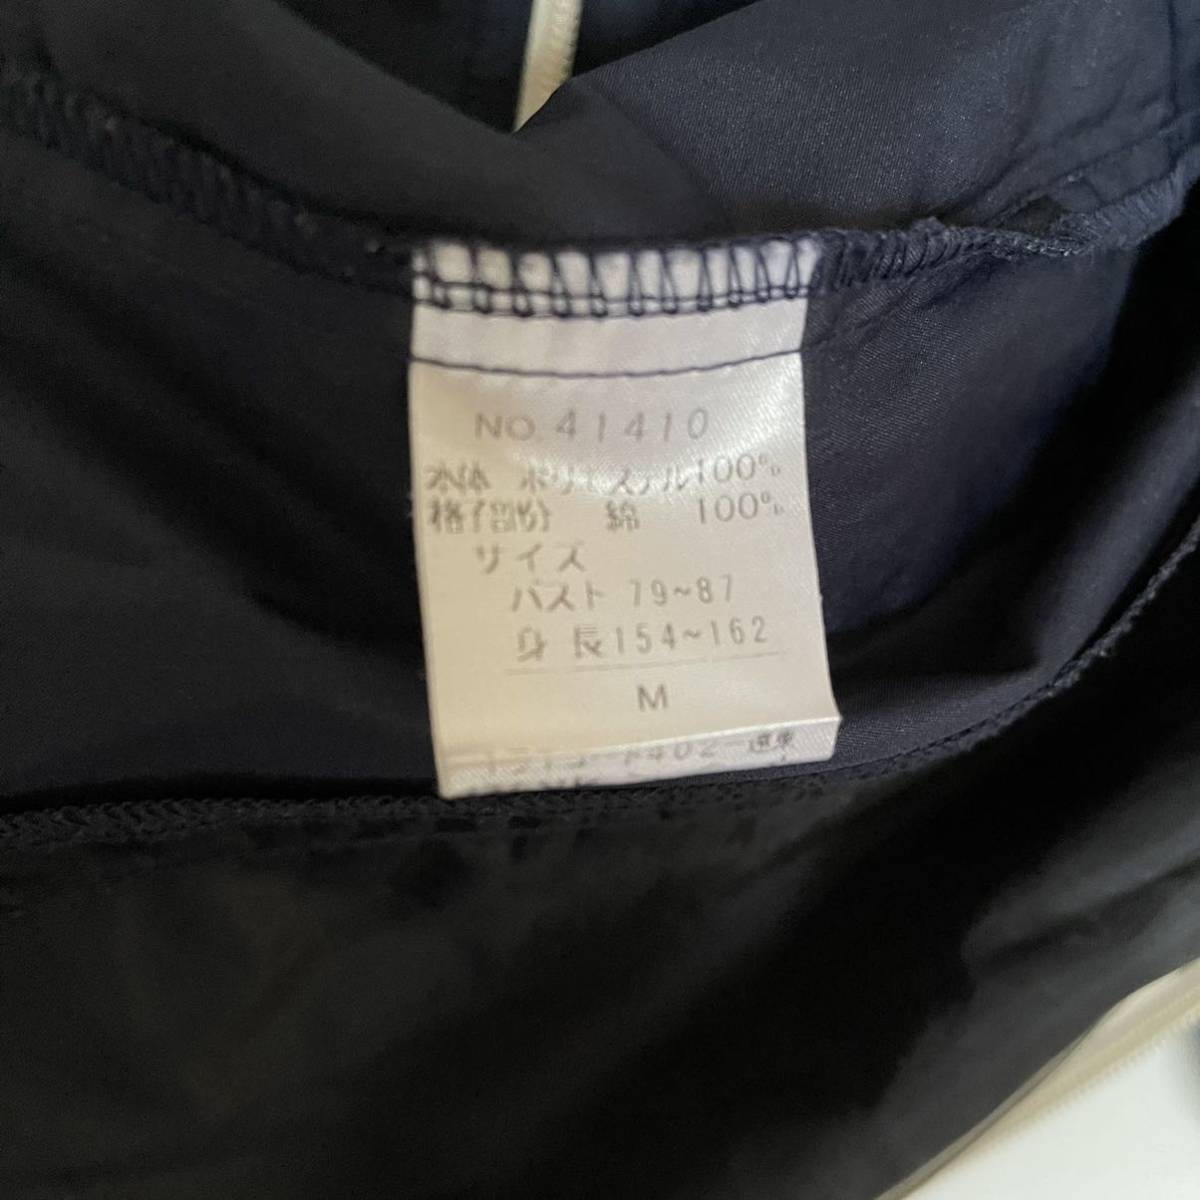 NO. 41410
本体 ポリエステル100%
格子部分 綿 100%
サイズ
バスト 79~87
身長154~162
M